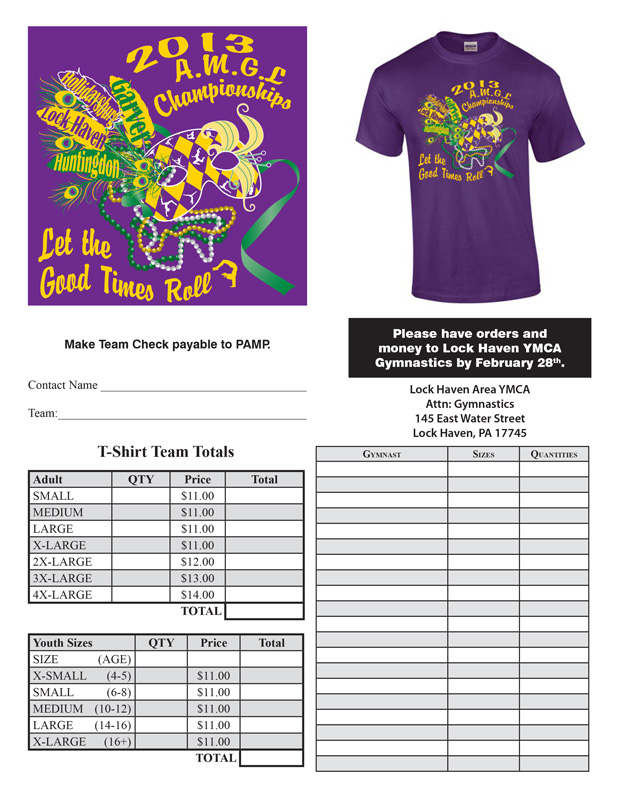 2013
A.M.G.L
Championships
Hollidaysburg
Garver
Lock Haven
Huntingdon
Let the
Good Times Roll
2013
A.M.G.L
Championships
Lock Haven
Huntingdon
Let the
Good Times Roll
Make Team Check payable to PAMP.
Please have orders and
money to Lock Haven YMCA
Gymnastics by February 28th.
Contact Name ___________________________________
Team:__________________________________________
Lock Haven Area YMCA
Attn: Gymnastics
145 East Water Street
Lock Haven, PA 17745
T-Shirt Team Totals
Adult QTY Price Total
SMALL $11.00
MEDIUM $11.00
LARGE $11.00
X-LARGE $11.00
2X-LARGE $12.00
3X-LARGE $13.00
4X-LARGE $14.00
TOTAL
Youth Sizes QTY Price Total
SIZE (AGE)
X-SMALL (4-5) $11.00
SMALL (6-8) $11.00
MEDIUM (10-12) $11.00
LARGE (14-16) $11.00
X-LARGE (16+) $11.00
TOTAL
GYMNAST SIZES QUANTITIES